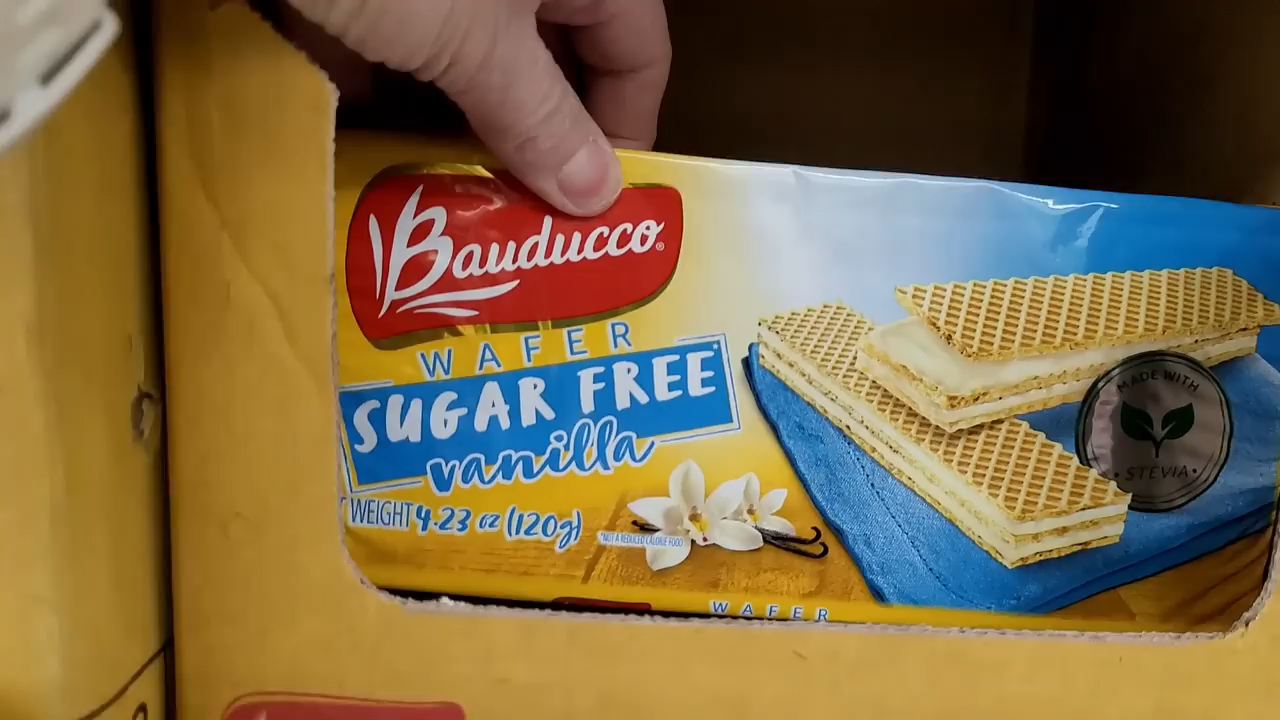 Bauducco®
WAFER
SUGAR FREE*
vanilla
T WEIGHT 4.23 oz (120g)
*NOT A REDUCED CALORIE FOOD
MADE WITH
• STEVIA •
WAFER